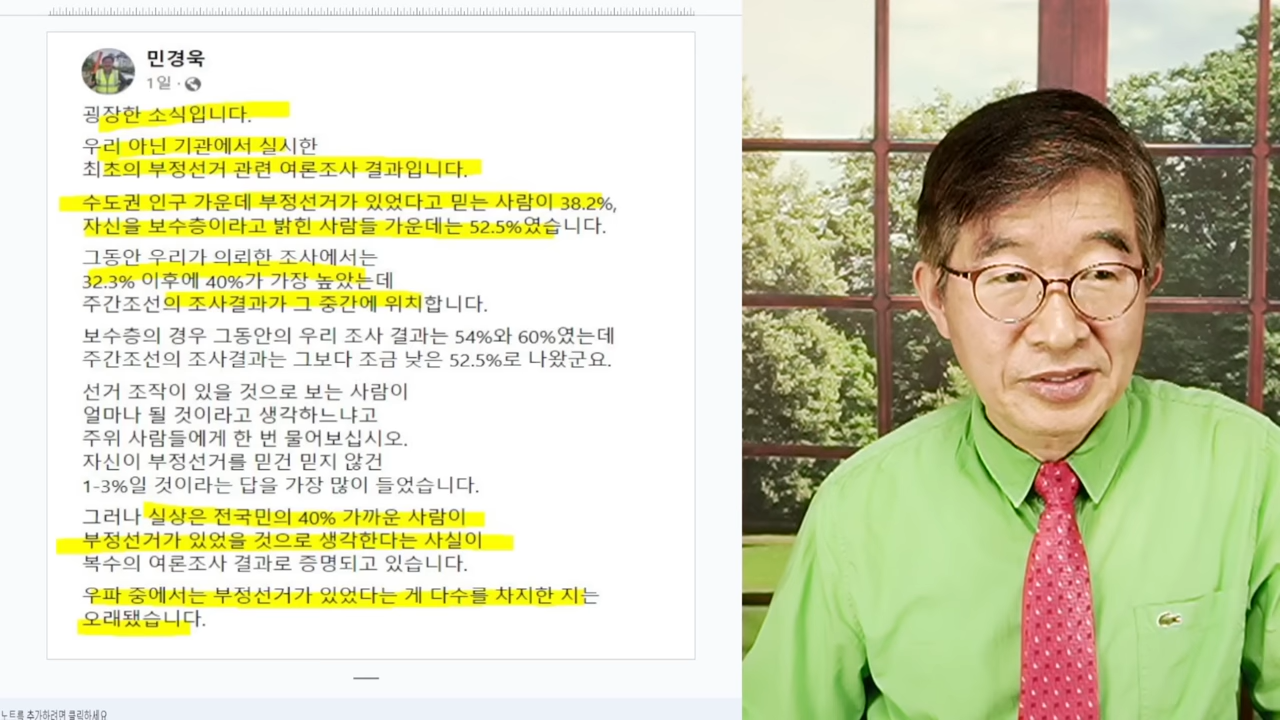 민경욱
1일 ·
굉장한 소식입니다.
우리 아닌 기관에서 실시한
최초의 부정선거 관련 여론조사 결과입니다.
수도권 인구 가운데 부정선거가 있었다고 믿는 사람이 38.2%,
자신을 보수층이라고 밝힌 사람들 가운데는 52.5%였습니다.
그동안 우리가 의뢰한 조사에서는
32.3% 이후에 40%가 가장 높았는데
주간조선의 조사결과가 그 중간에 위치합니다.
보수층의 경우 그동안의 우리 조사 결과는 54%와 60%였는데
주간조선의 조사결과는 그보다 조금 낮은 52.5%로 나왔군요.
선거 조작이 있을 것으로 보는 사람이
얼마나 될 것이라고 생각하느냐고
주위 사람들에게 한 번 물어보십시오.
자신이 부정선거를 믿건 믿지 않건
1-3%일 것이라는 답을 가장 많이 들었습니다.
그러나 실상은 전국민의 40% 가까운 사람이
부정선거가 있었을 것으로 생각한다는 사실이
복수의 여론조사 결과로 증명되고 있습니다.
우파 중에서는 부정선거가 있었다는 게 다수를 차지한 지는
오래됐습니다.
노트를 추가하려면 클릭하세요